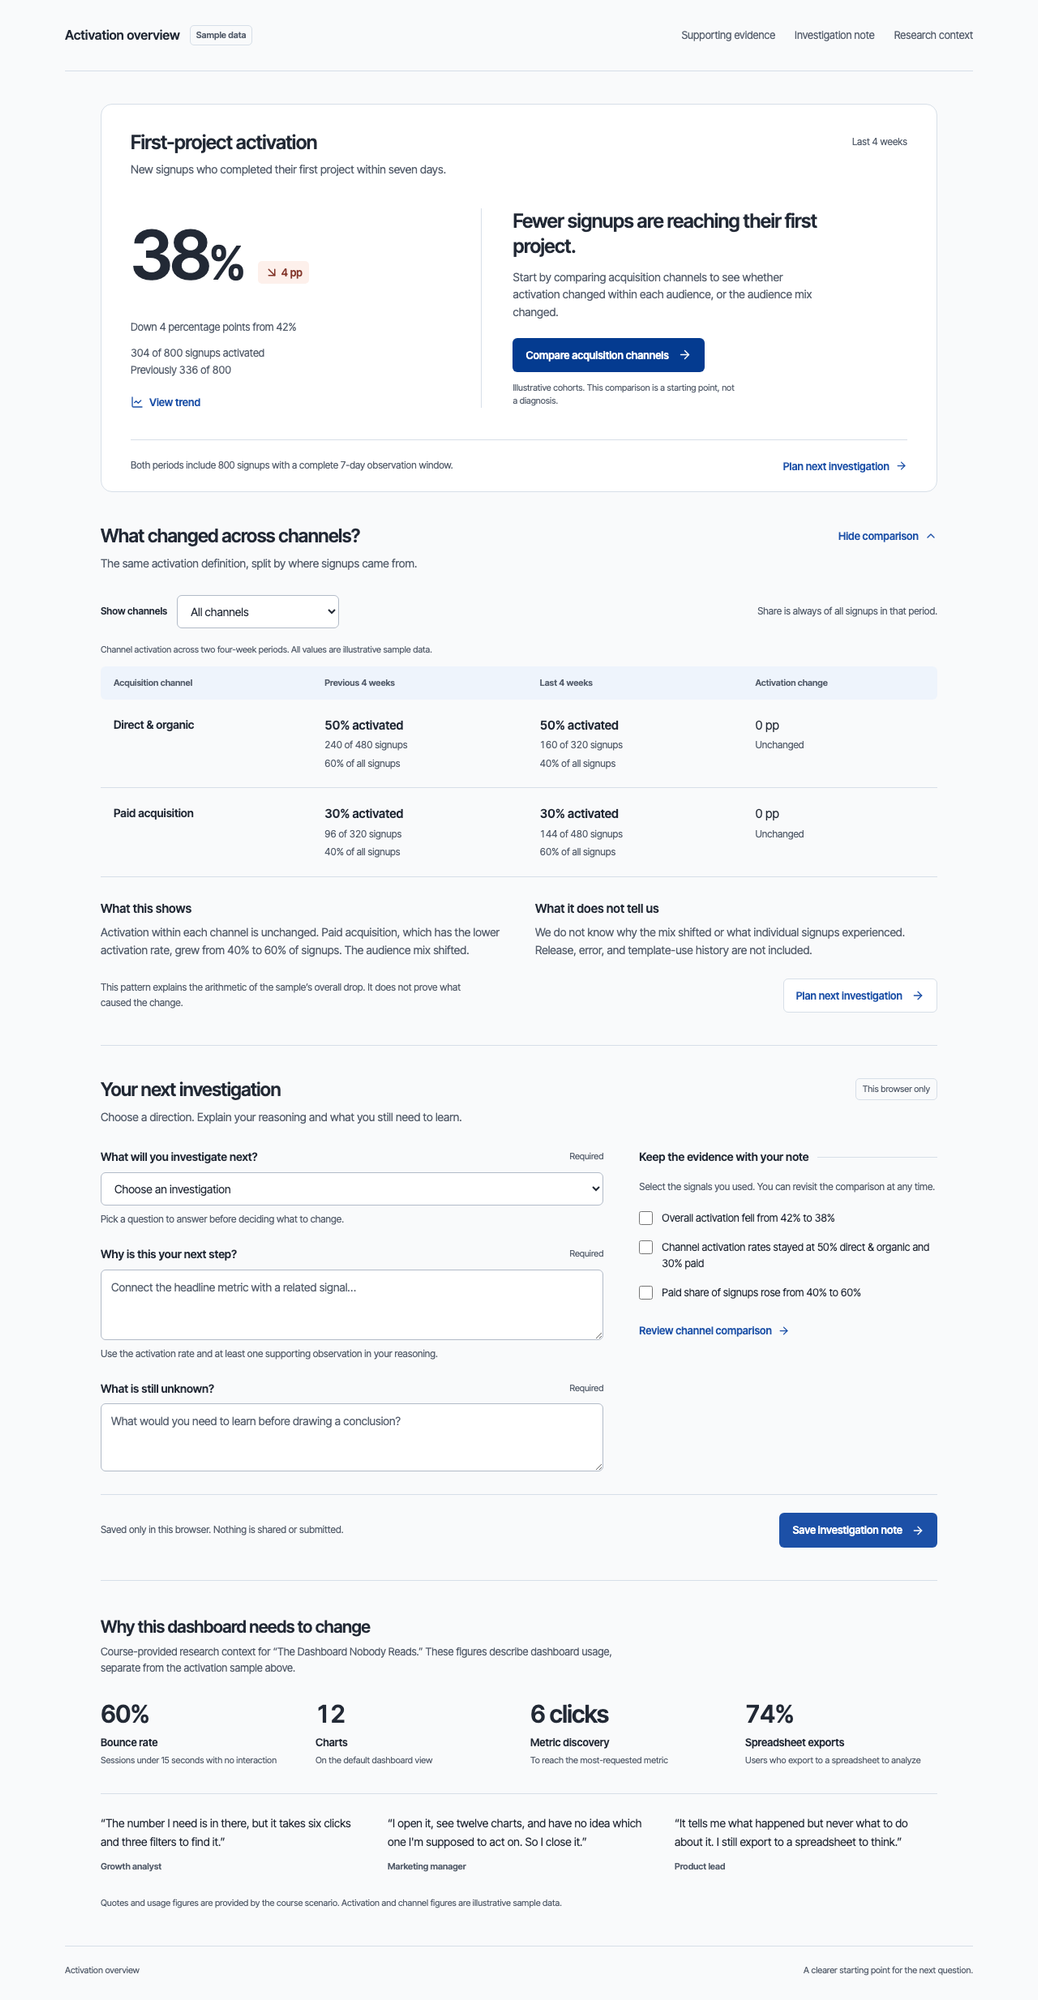 Activation overview
Sample data
Supporting evidence
Investigation note
Research context
First-project activation
Last 4 weeks
New signups who completed their first project within seven days.
38%
4 pp
Down 4 percentage points from 42%
304 of 800 signups activated
Previously 336 of 800
View trend
Fewer signups are reaching their first
project.
Start by comparing acquisition channels to see whether
activation changed within each audience, or the audience mix
changed.
Compare acquisition channels
Illustrative cohorts. This comparison is a starting point, not
a diagnosis.
Both periods include 800 signups with a complete 7-day observation window.
Plan next investigation
What changed across channels?
Hide comparison
The same activation definition, split by where signups came from.
Show channels
All channels
Share is always of all signups in that period.
Channel activation across two four-week periods. All values are illustrative sample data.
Acquisition channel
Previous 4 weeks
Last 4 weeks
Activation change
Direct & organic
50% activated
240 of 480 signups
60% of all signups
50% activated
160 of 320 signups
40% of all signups
0 pp
Unchanged
Paid acquisition
30% activated
96 of 320 signups
40% of all signups
30% activated
144 of 480 signups
60% of all signups
0 pp
Unchanged
What this shows
Activation within each channel is unchanged. Paid acquisition, which has the lower
activation rate, grew from 40% to 60% of signups. The audience mix shifted.
What it does not tell us
We do not know why the mix shifted or what individual signups experienced.
Release, error, and template-use history are not included.
This pattern explains the arithmetic of the sample's overall drop. It does not prove what
caused the change.
Plan next investigation
Your next investigation
This browser only
Choose a direction. Explain your reasoning and what you still need to learn.
What will you investigate next?
Required
Choose an investigation
Pick a question to answer before deciding what to change.
Why is this your next step?
Required
Connect the headline metric with a related signal...
Use the activation rate and at least one supporting observation in your reasoning.
What is still unknown?
Required
What would you need to learn before drawing a conclusion?
Keep the evidence with your note
Select the signals you used. You can revisit the comparison at any time.
Overall activation fell from 42% to 38%
Channel activation rates stayed at 50% direct & organic and
30% paid
Paid share of signups rose from 40% to 60%
Review channel comparison
Saved only in this browser. Nothing is shared or submitted.
Save investigation note
Why this dashboard needs to change
Course-provided research context for “The Dashboard Nobody Reads.” These figures describe dashboard usage,
separate from the activation sample above.
60%
Bounce rate
Sessions under 15 seconds with no interaction
12
Charts
On the default dashboard view
6 clicks
Metric discovery
To reach the most-requested metric
74%
Spreadsheet exports
Users who export to a spreadsheet to analyze
“The number I need is in there, but it takes six clicks
and three filters to find it.”
Growth analyst
“I open it, see twelve charts, and have no idea which
one I'm supposed to act on. So I close it.”
Marketing manager
“It tells me what happened but never what to do
about it. I still export to a spreadsheet to think.”
Product lead
Quotes and usage figures are provided by the course scenario. Activation and channel figures are illustrative sample data.
Activation overview
A clearer starting point for the next question.